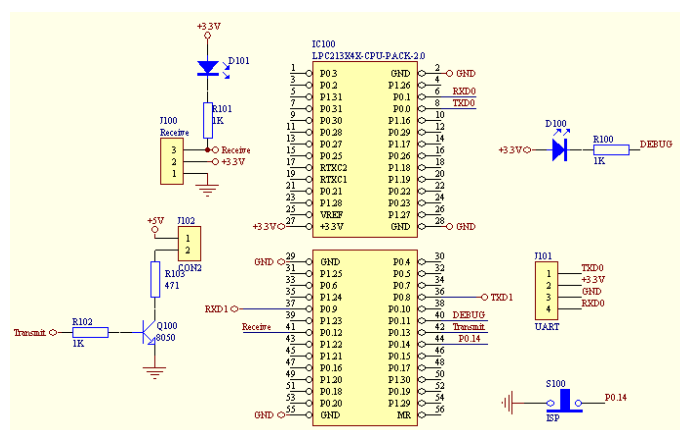 +3.3V
D101
R101
1K
J100
Receive
3 Receive
2 +3.3V
1
IC100
LPC213X4X-CPU-PACK-2.0
1 P0.3 GND 2 GND
3 P0.2 P1.26 4
5 P1.31 P0.1 6 RXD0
7 P0.31 P0.0 8 TXD0
9 P0.30 P1.16 10
11 P0.28 P0.29 12
13 P0.27 P1.17 14
15 P0.25 P0.26 16
17 RTXC2 P1.18 18
19 RTXC1 P1.19 20
21 P0.21 P0.22 22
23 P1.28 P0.23 24
25 VREF P1.27 26
+3.3V 27 +3.3V GND 28 GND
D100
+3.3V
R100
1K
DEBUG
+5V
J102
1
2
CON2
R103
471
Transmit
R102
1K
Q100
8050
GND 29 GND P0.4 30
31 P1.25 P0.5 32
33 P0.6 P0.7 34
35 P1.24 P0.8 36 TXD1
RXD1 37 P0.9 P0.10 38
39 P1.23 P0.11 40 DEBUG
Receive 41 P0.12 P0.13 42 Transmit
43 P1.22 P0.14 44 P0.14
45 P1.21 P0.15 46
47 P0.16 P0.17 48
49 P1.20 P1.30 50
51 P0.18 P0.19 52
53 P0.20 P1.29 54
GND 55 GND MR 56
J101
1 TXD0
2 +3.3V
3 GND
4 RXD0
UART
S100
P0.14
ISP